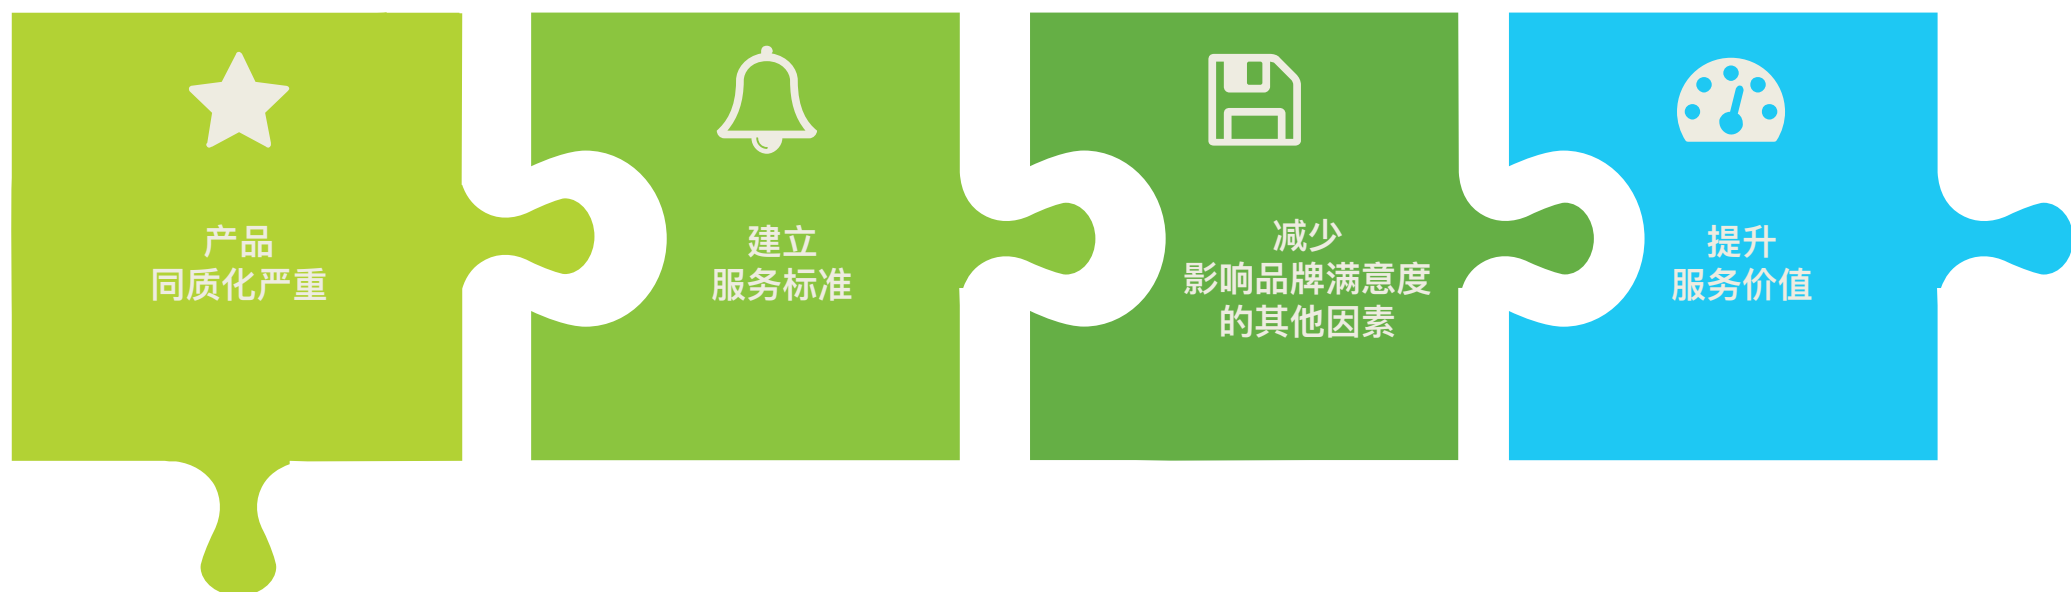 产品
同质化严重
建立
服务标准
减少
影响品牌满意度
的其他因素
提升
服务价值